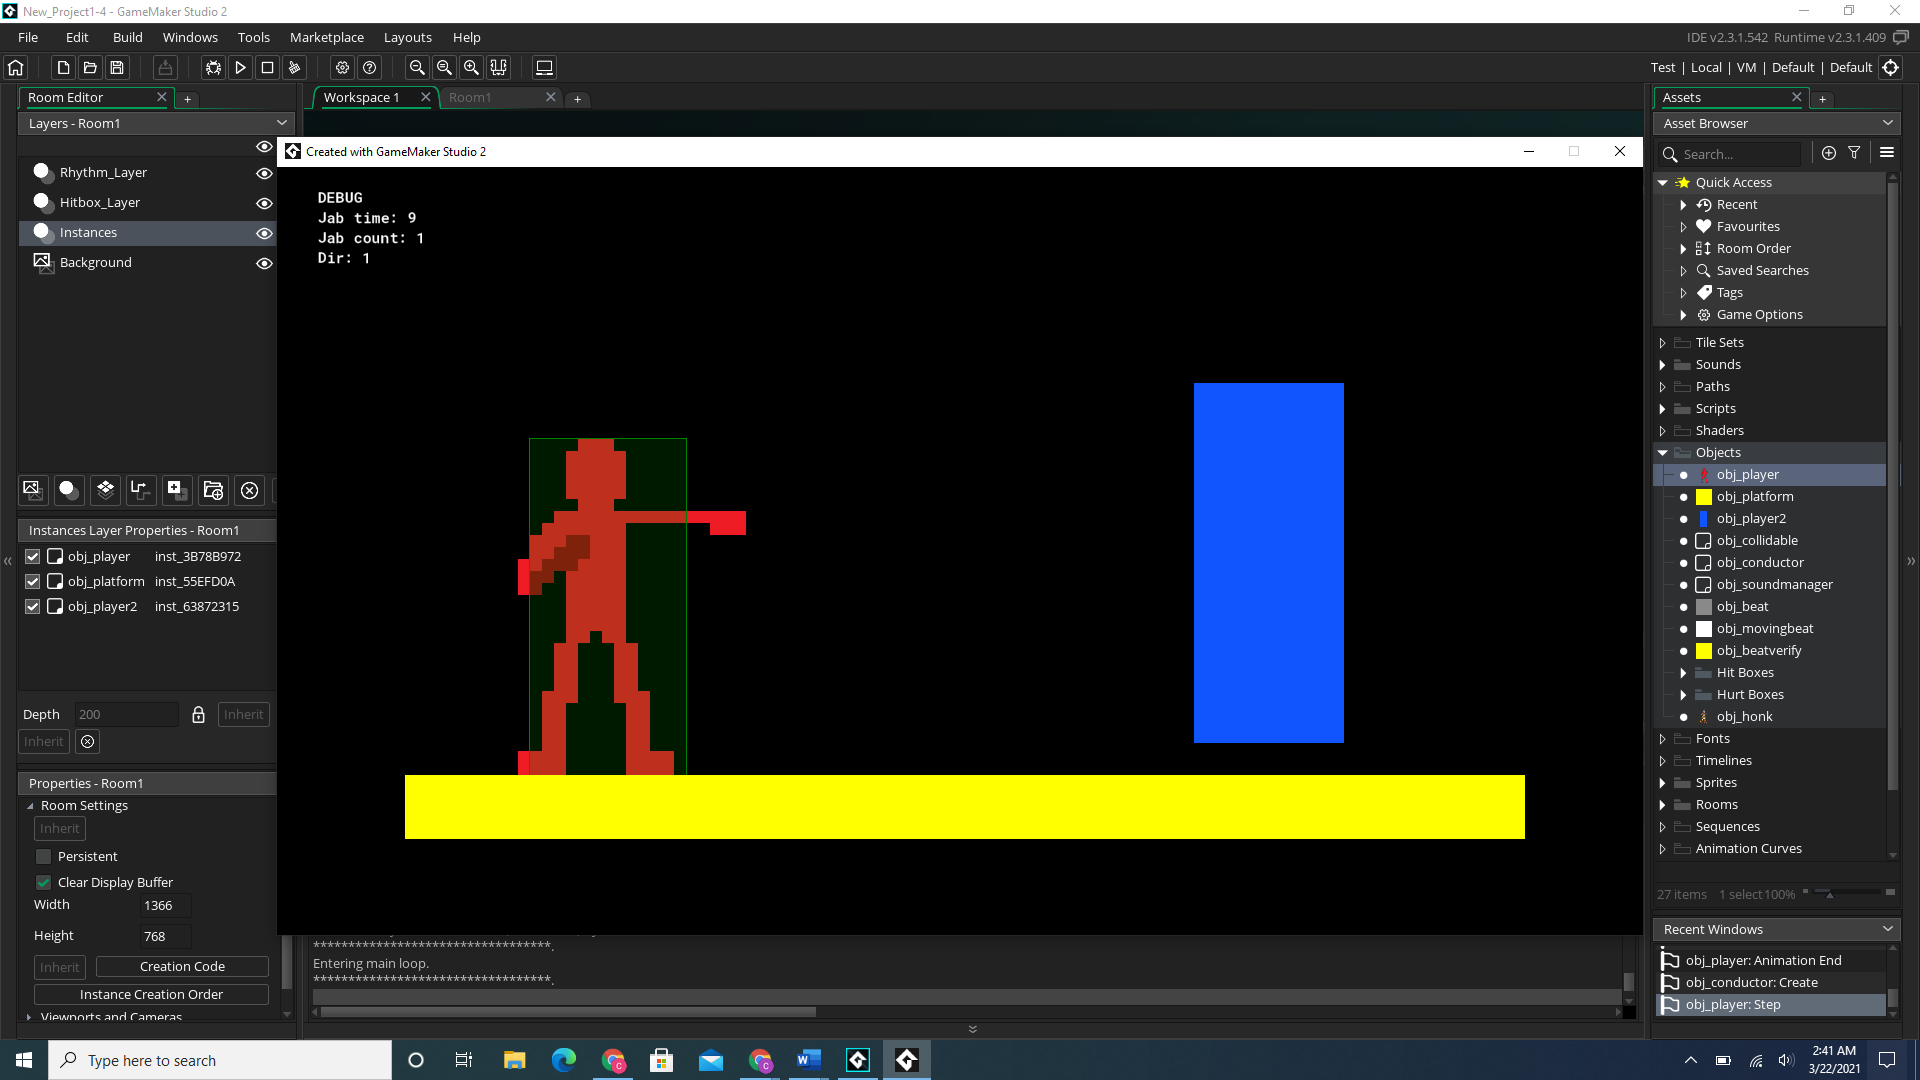 New_Project1-4 - GameMaker Studio 2
File Edit Build Windows Tools Marketplace Layouts Help
IDE v2.3.1.542 Runtime v2.3.1.409
Test | Local | VM | Default | Default
Room Editor
Workspace 1
Room1
Assets
Layers - Room1
Asset Browser
Created with GameMaker Studio 2
Search...
Rhythm_Layer
Hitbox_Layer
Instances
Background
DEBUG
Jab time: 9
Jab count: 1
Dir: 1
Quick Access
Recent
Favourites
Room Order
Saved Searches
Tags
Game Options
Tile Sets
Sounds
Paths
Scripts
Shaders
Objects
obj_player
obj_platform
obj_player2
obj_collidable
obj_conductor
obj_soundmanager
obj_beat
obj_movingbeat
obj_beatverify
Hit Boxes
Hurt Boxes
obj_honk
Fonts
Timelines
Sprites
Rooms
Sequences
Animation Curves
27 items 1 select 100%
Instances Layer Properties - Room1
obj_player inst_3B78B972
obj_platform inst_55EFD0A
obj_player2 inst_63872315
Depth 200 Inherit
Inherit
Properties - Room1
Room Settings
Inherit
Persistent
Clear Display Buffer
Width 1366
Height 768
Inherit Creation Code
Instance Creation Order
Viewports and Cameras
**********************************.
Entering main loop.
**********************************.
Recent Windows
obj_player: Animation End
obj_conductor: Create
obj_player: Step
Type here to search
2:41 AM
3/22/2021